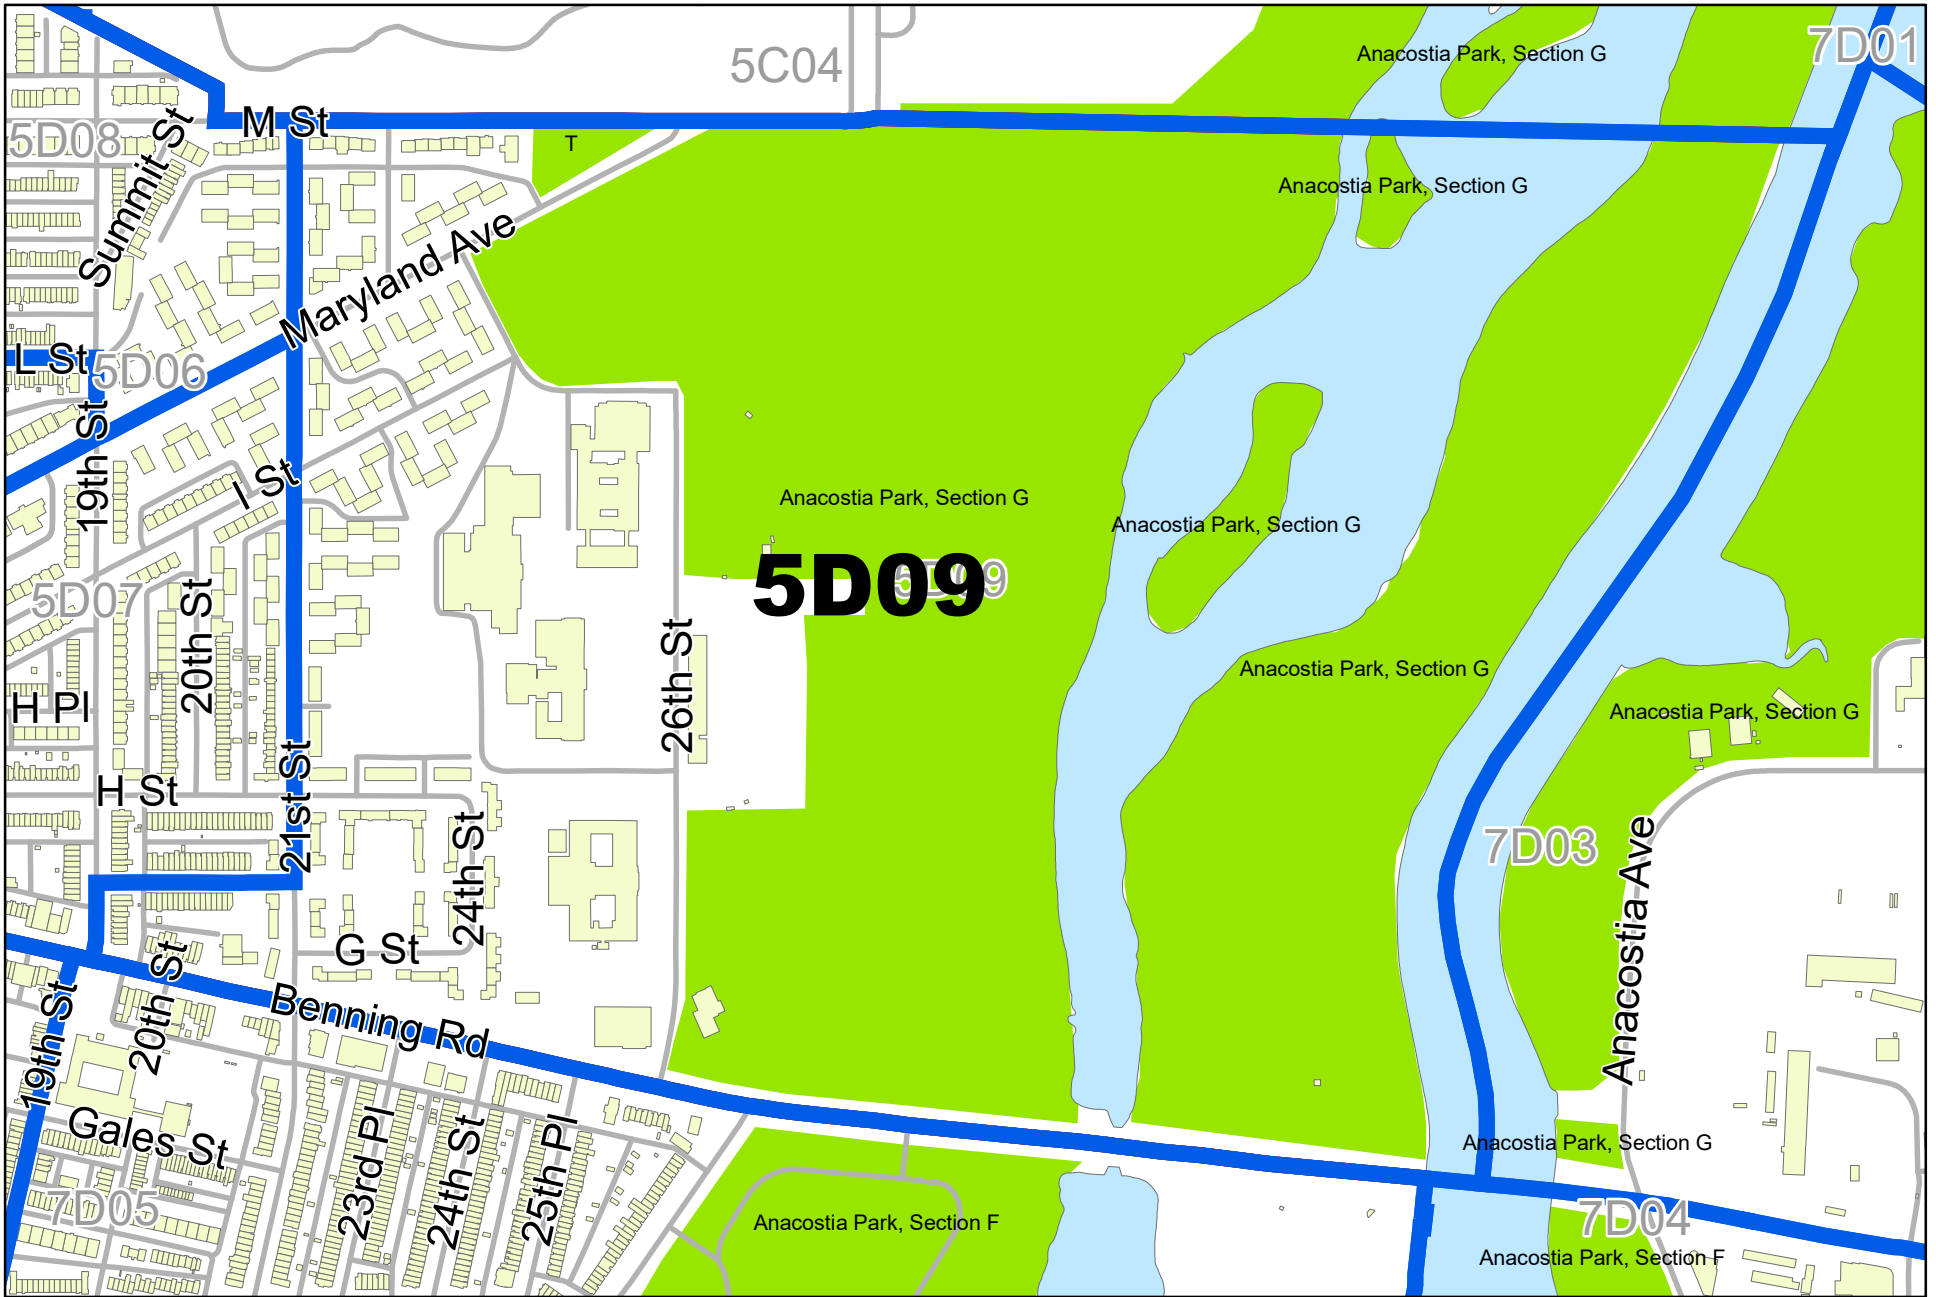 5C04
Anacostia Park, Section G
7D01
M St
5D08
Summit St
T
Anacostia Park, Section G
Maryland Ave
L St
5D06
19th St
I St
Anacostia Park, Section G
Anacostia Park, Section G
5D09
5D09
5D07
20th St
26th St
Anacostia Park, Section G
H Pl
Anacostia Park, Section G
H St
21st St
24th St
7D03
Anacostia Ave
G St
20th St
19th St
Benning Rd
Gales St
23rd Pl
24th St
25th Pl
Anacostia Park, Section G
7D05
Anacostia Park, Section F
7D04
Anacostia Park, Section F